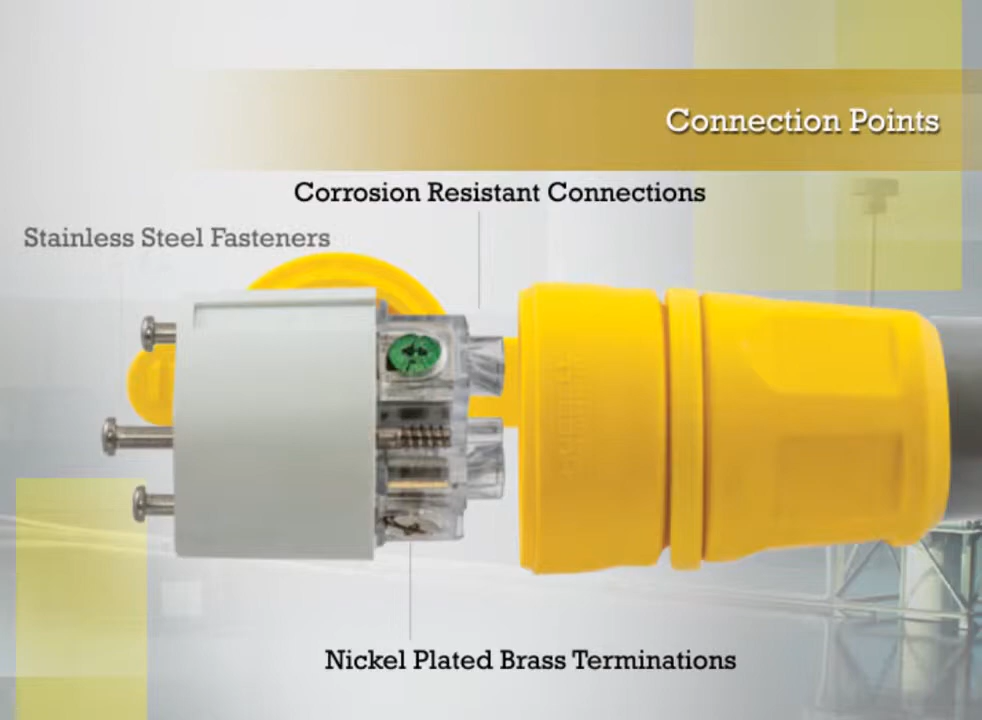 Connection Points
Corrosion Resistant Connections
Stainless Steel Fasteners
Nickel Plated Brass Terminations